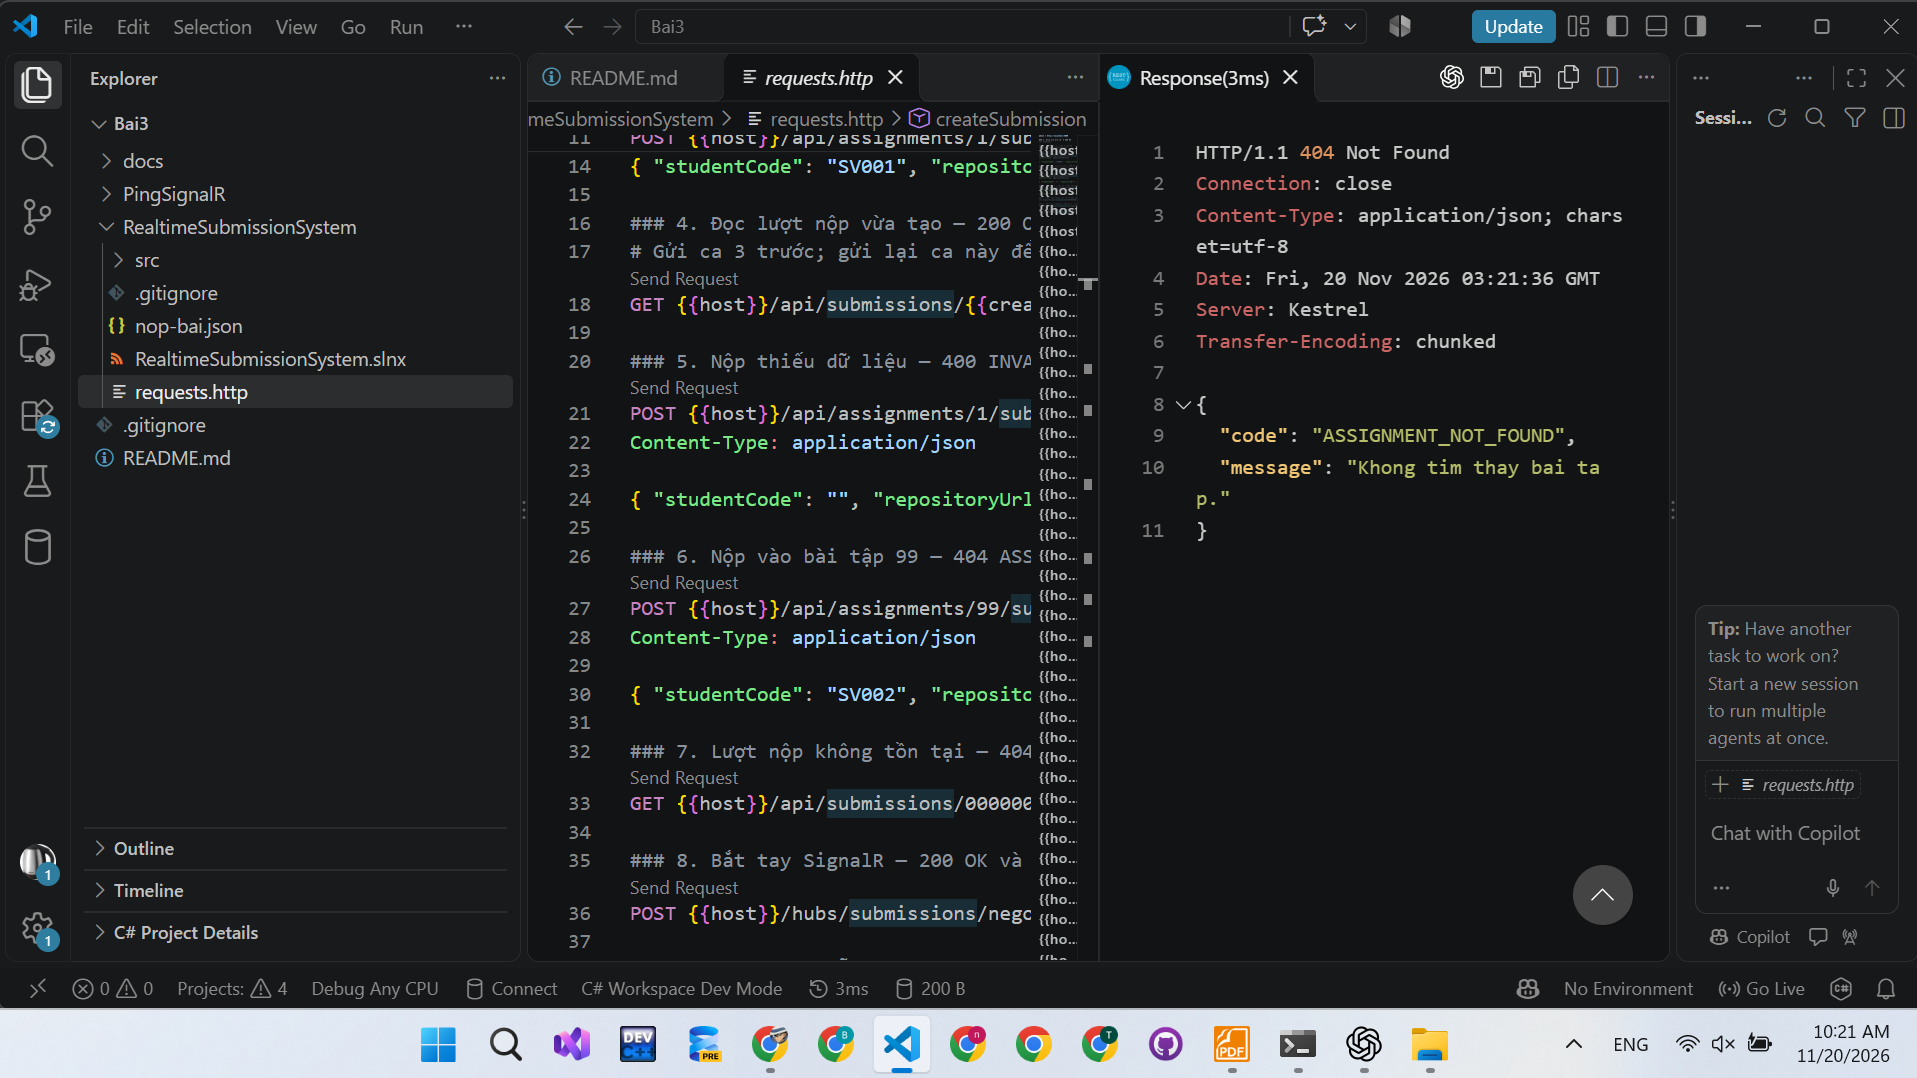 File Edit Selection View Go Run ···
Bai3
Update
Explorer
Bai3
docs
PingSignalR
RealtimeSubmissionSystem
src
.gitignore
nop-bai.json
RealtimeSubmissionSystem.slnx
requests.http
.gitignore
README.md
Outline
Timeline
C# Project Details
README.md
requests.http
meSubmissionSystem > requests.http > createSubmission
11 POST {{host}}/api/assignments/1/sub
14 { "studentCode": "SV001", "reposito
15
16 ### 4. Đọc lượt nộp vừa tạo — 200 O
17 # Gửi ca 3 trước; gửi lại ca này để
Send Request
18 GET {{host}}/api/submissions/{{crea
19
20 ### 5. Nộp thiếu dữ liệu — 400 INVA
Send Request
21 POST {{host}}/api/assignments/1/sub
22 Content-Type: application/json
23
24 { "studentCode": "", "repositoryUrl
25
26 ### 6. Nộp vào bài tập 99 — 404 ASS
Send Request
27 POST {{host}}/api/assignments/99/su
28 Content-Type: application/json
29
30 { "studentCode": "SV002", "reposito
31
32 ### 7. Lượt nộp không tồn tại — 404
Send Request
33 GET {{host}}/api/submissions/000000
34
35 ### 8. Bắt tay SignalR — 200 OK và
Send Request
36 POST {{host}}/hubs/submissions/nego
37
Response(3ms)
1 HTTP/1.1 404 Not Found
2 Connection: close
3 Content-Type: application/json; chars
et=utf-8
4 Date: Fri, 20 Nov 2026 03:21:36 GMT
5 Server: Kestrel
6 Transfer-Encoding: chunked
7
8 {
9 "code": "ASSIGNMENT_NOT_FOUND",
10 "message": "Khong tim thay bai ta
p."
11 }
Sessi...
Tip: Have another
task to work on?
Start a new session
to run multiple
agents at once.
requests.http
Chat with Copilot
Copilot
0 0 Projects: 4 Debug Any CPU Connect C# Workspace Dev Mode 3ms 200 B No Environment Go Live
DEV C++
PRE
PDF
ENG
10:21 AM
11/20/2026